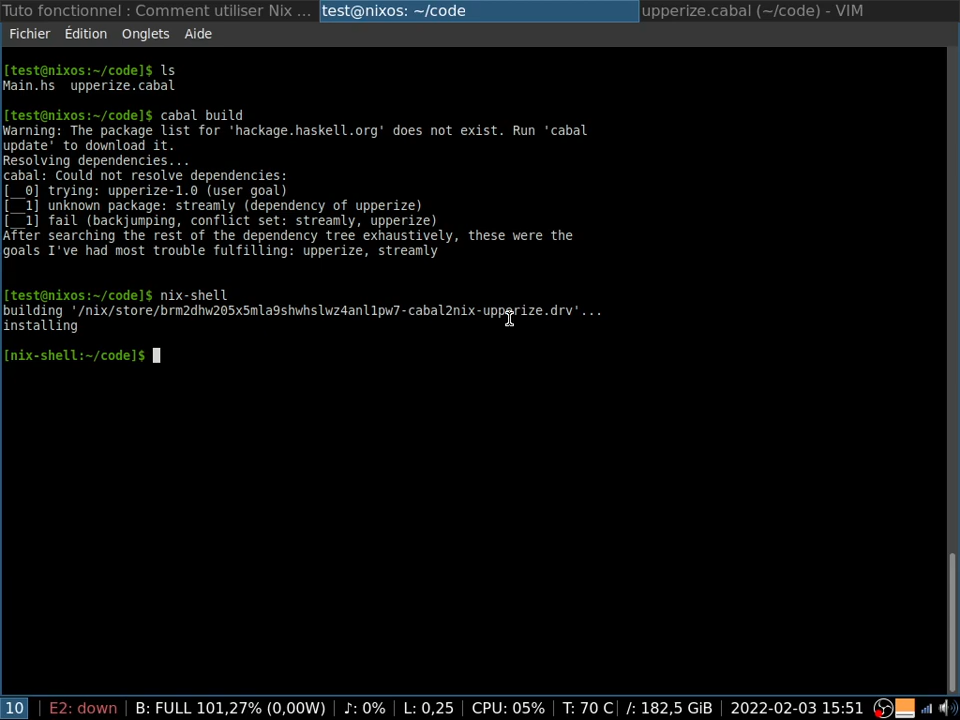 Tuto fonctionnel : Comment utiliser Nix ...
test@nixos: ~/code
upperize.cabal (~/code) - VIM
Fichier Édition Onglets Aide
[test@nixos:~/code]$ ls
Main.hs  upperize.cabal
[test@nixos:~/code]$ cabal build
Warning: The package list for 'hackage.haskell.org' does not exist. Run 'cabal
update' to download it.
Resolving dependencies...
cabal: Could not resolve dependencies:
[__0] trying: upperize-1.0 (user goal)
[__1] unknown package: streamly (dependency of upperize)
[__1] fail (backjumping, conflict set: streamly, upperize)
After searching the rest of the dependency tree exhaustively, these were the
goals I've had most trouble fulfilling: upperize, streamly
[test@nixos:~/code]$ nix-shell
building '/nix/store/brm2dhw205x5mla9shwhslwz4anl1pw7-cabal2nix-upperize.drv'...
installing
[nix-shell:~/code]$
10 | E2: down | B: FULL 101,27% (0,00W) | ♪: 0% | L: 0,25 | CPU: 05% | T: 70 C | /: 182,5 GiB | 2022-02-03 15:51